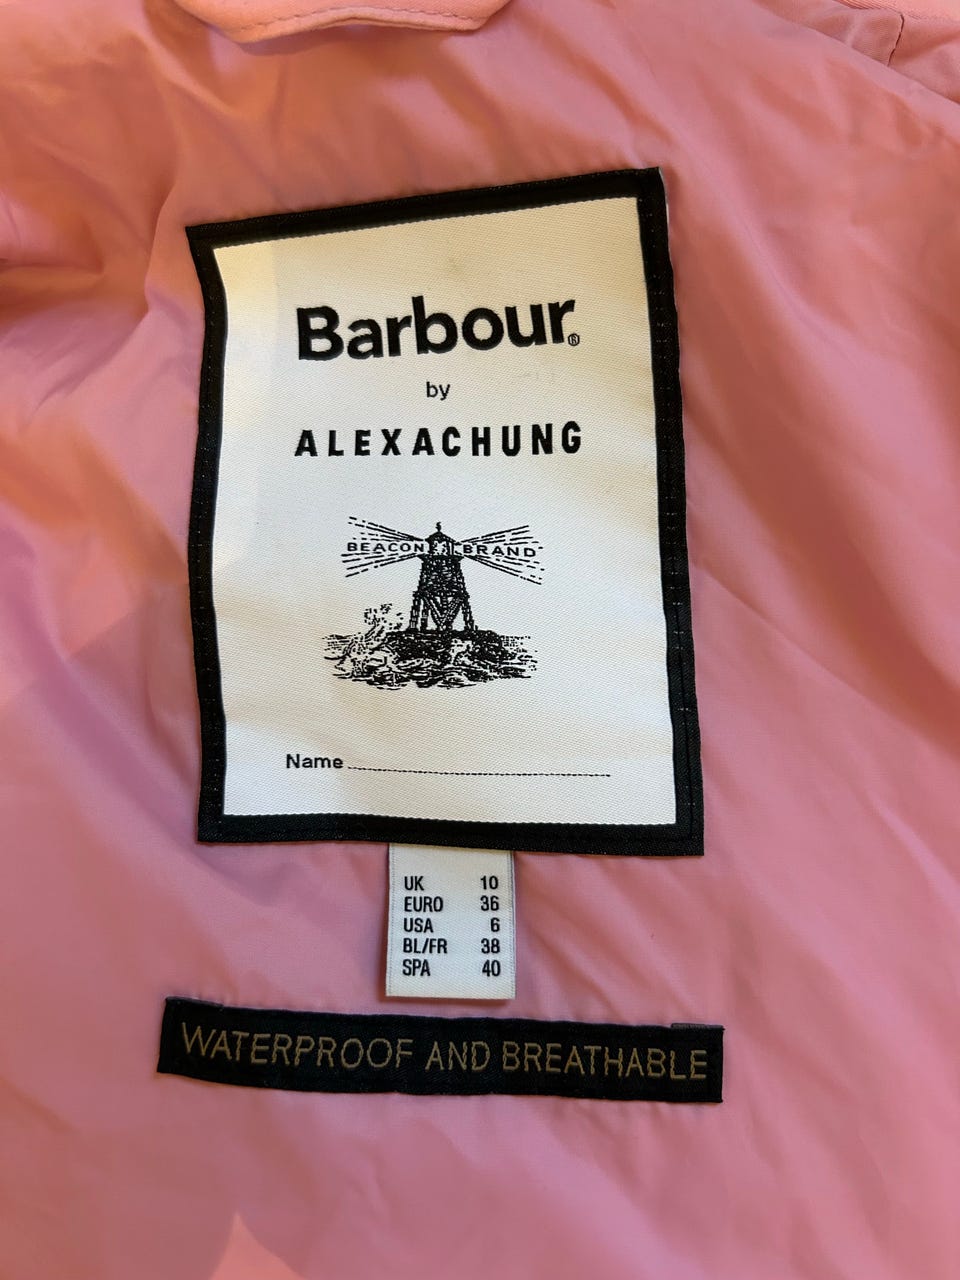 Barbour®
by
ALEXACHUNG
BEACON BRAND
Name
UK 10
EURO 36
USA 6
BL/FR 38
SPA 40
WATERPROOF AND BREATHABLE